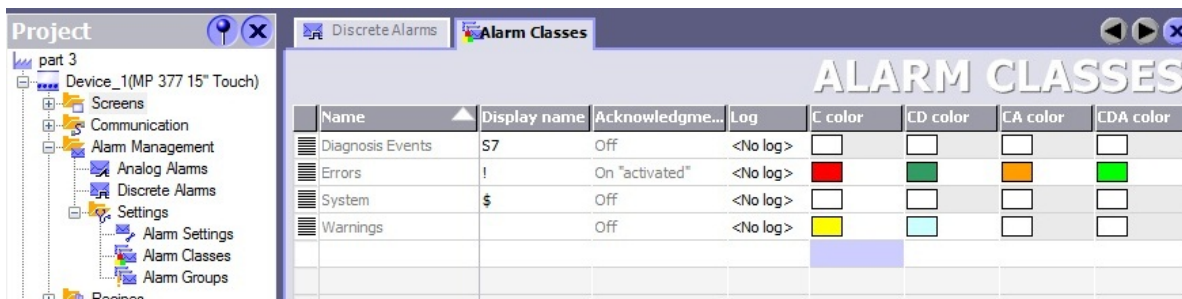 Project
part 3
Device_1(MP 377 15" Touch)
Screens
Communication
Alarm Management
Analog Alarms
Discrete Alarms
Settings
Alarm Settings
Alarm Classes
Alarm Groups
Recipes
Discrete Alarms Alarm Classes
ALARM CLASSES
Name Display name Acknowledgme... Log C color CD color CA color CDA color
Diagnosis Events S7 Off <No log>
Errors ! On "activated" <No log>
System $ Off <No log>
Warnings Off <No log>